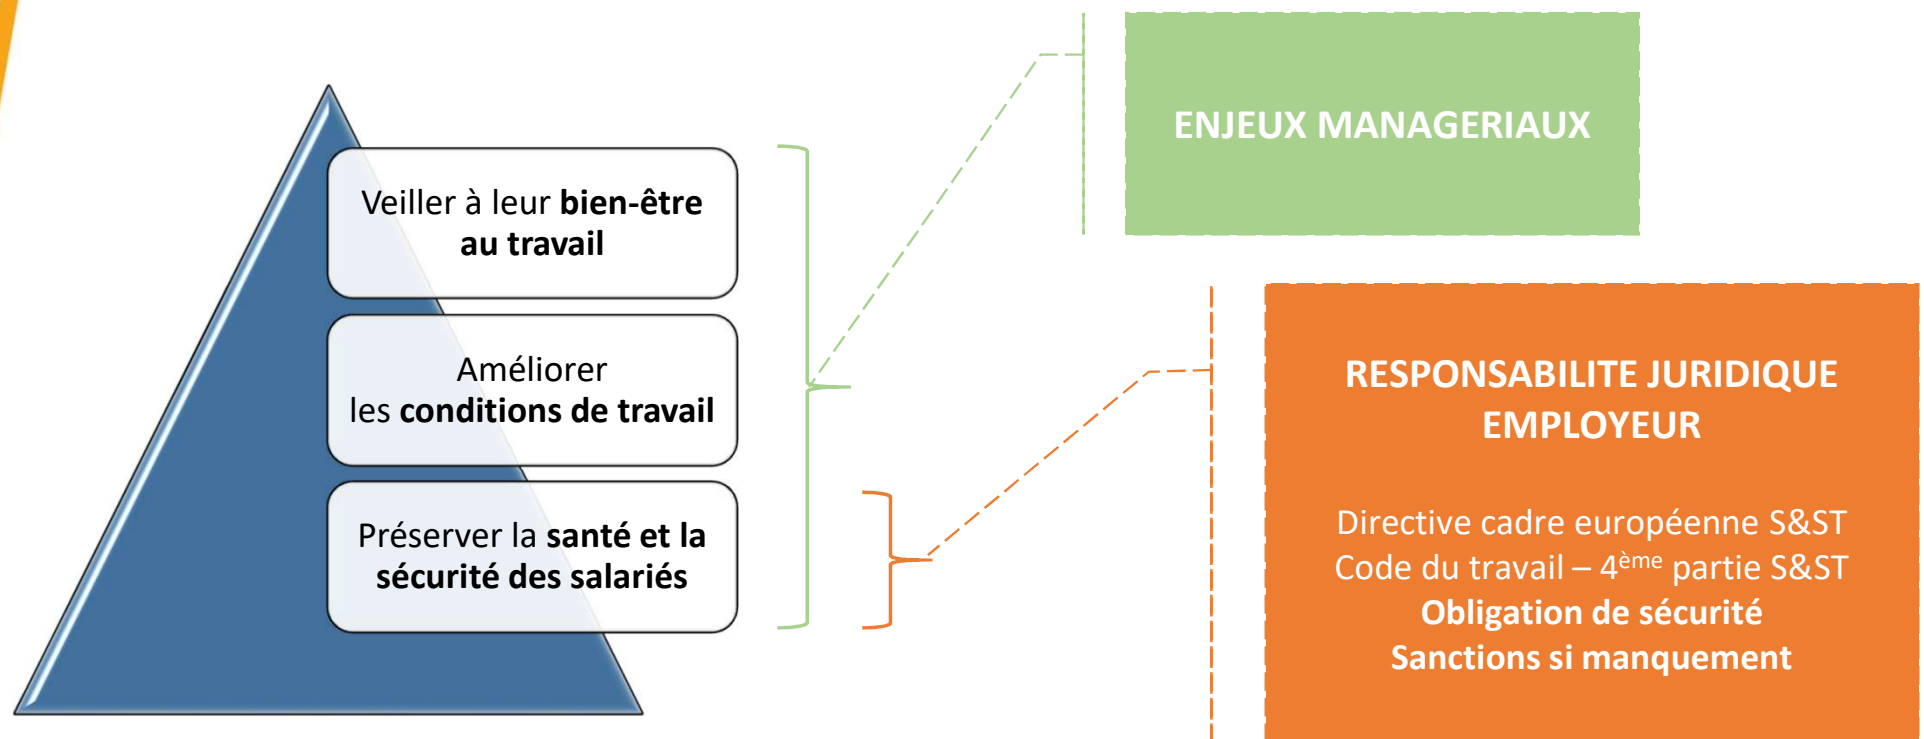 Veiller à leur bien-être
au travail
Améliorer
les conditions de travail
Préserver la santé et la
sécurité des salariés
ENJEUX MANAGERIAUX
RESPONSABILITE JURIDIQUE
EMPLOYEUR
Directive cadre européenne S&ST
Code du travail – 4ème partie S&ST
Obligation de sécurité
Sanctions si manquement